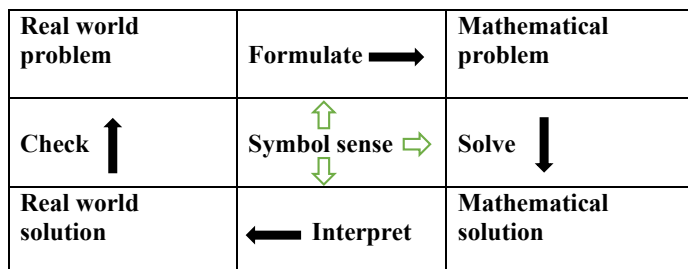 Real world
problem
Formulate
Mathematical
problem
Check
Symbol sense
Solve
Real world
solution
Interpret
Mathematical
solution